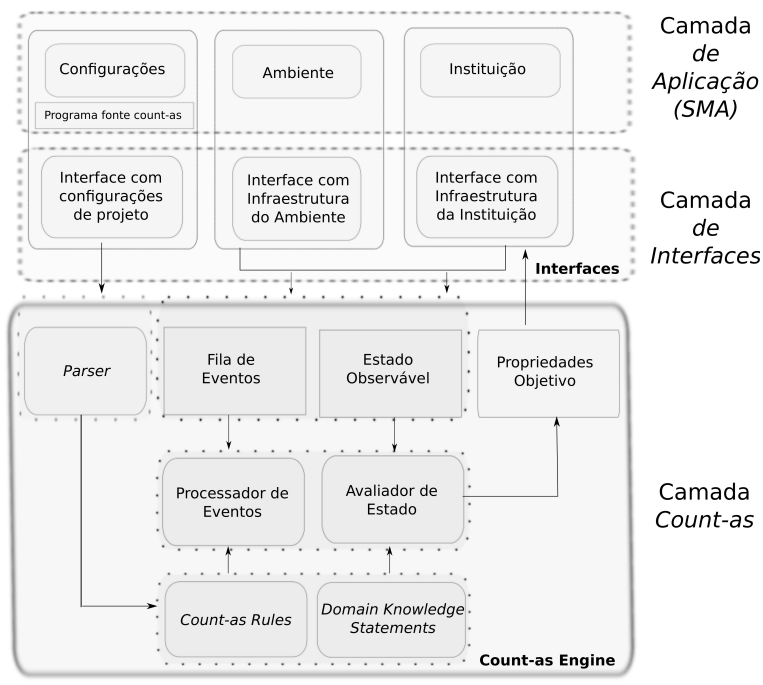 Camada
de
Aplicação
(SMA)
Configurações
Ambiente
Instituição
Programa fonte count-as
Interface com
configurações
de projeto
Interface com
Infraestrutura
do Ambiente
Interface com
Infraestrutura
da Instituição
Camada
de
Interfaces
Interfaces
Parser
Fila de
Eventos
Estado
Observável
Propriedades
Objetivo
Processador de
Eventos
Avaliador de
Estado
Camada
Count-as
Count-as Rules
Domain Knowledge
Statements
Count-as Engine